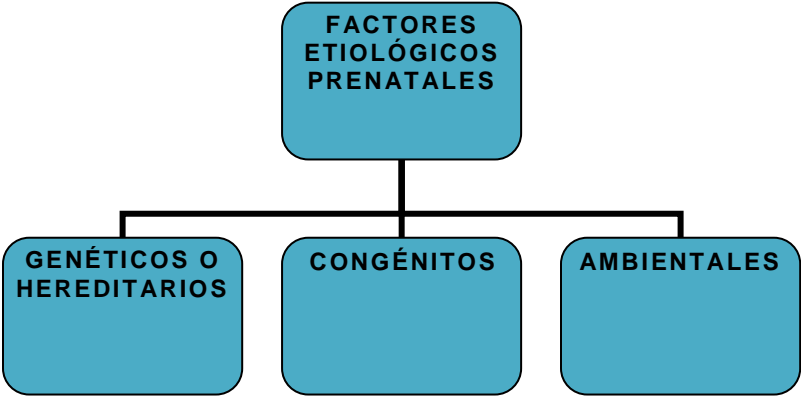 FACTORES
ETIOLÓGICOS
PRENATALES
GENÉTICOS O
HEREDITARIOS
CONGÉNITOS
AMBIENTALES